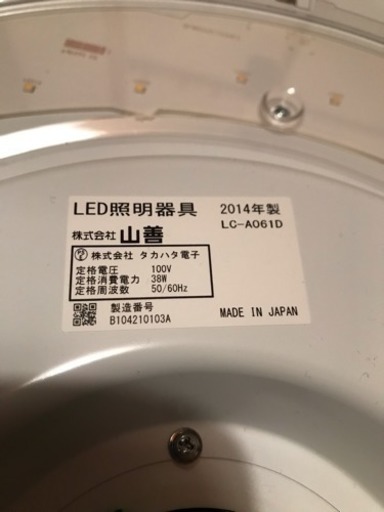 LED照明器具 2014年製
株式会社 山善 LC-A061D
株式会社 タカハタ電子
定格電圧 100V
定格消費電力 38W
定格周波数 50/60Hz
製造番号
B104210103A MADE IN JAPAN